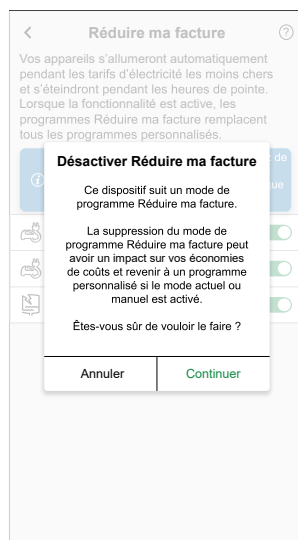 Réduire ma facture
Vos appareils s'allumeront automatiquement
pendant les tarifs d'électricité les moins chers
et s'éteindront pendant les heures de pointe.
Lorsque la fonctionnalité est active, les
programmes Réduire ma facture remplacent
tous les programmes personnalisés.
de
Désactiver Réduire ma facture
Ce dispositif suit un mode de
programme Réduire ma facture.
La suppression du mode de
programme Réduire ma facture peut
avoir un impact sur vos économies
de coûts et revenir à un programme
personnalisé si le mode actuel ou
manuel est activé.
Êtes-vous sûr de vouloir le faire ?
Annuler
Continuer